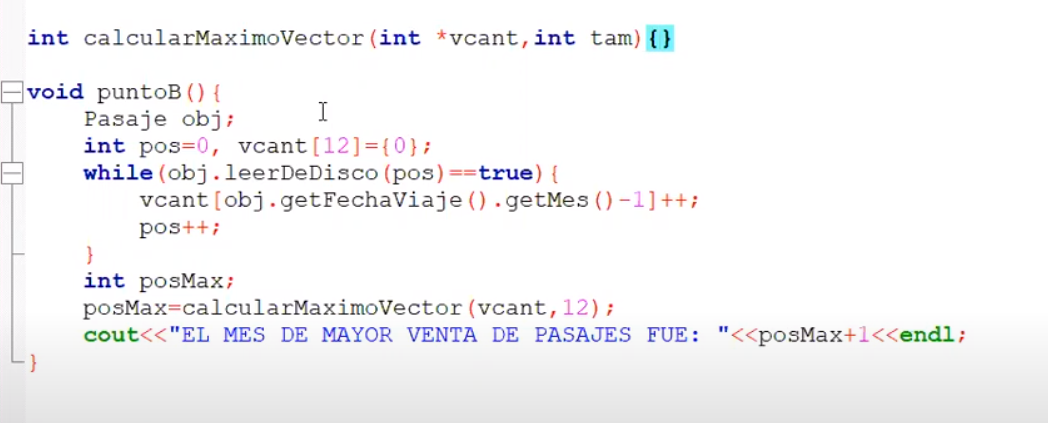 int calcularMaximoVector(int *vcant,int tam){}
void puntoB(){
Pasaje obj;
int pos=0, vcant[12]={0};
while(obj.leerDeDisco(pos)==true){
vcant[obj.getFechaViaje().getMes()-1]++;
pos++;
}
int posMax;
posMax=calcularMaximoVector(vcant,12);
cout<<"EL MES DE MAYOR VENTA DE PASAJES FUE: "<<posMax+1<<endl;
}